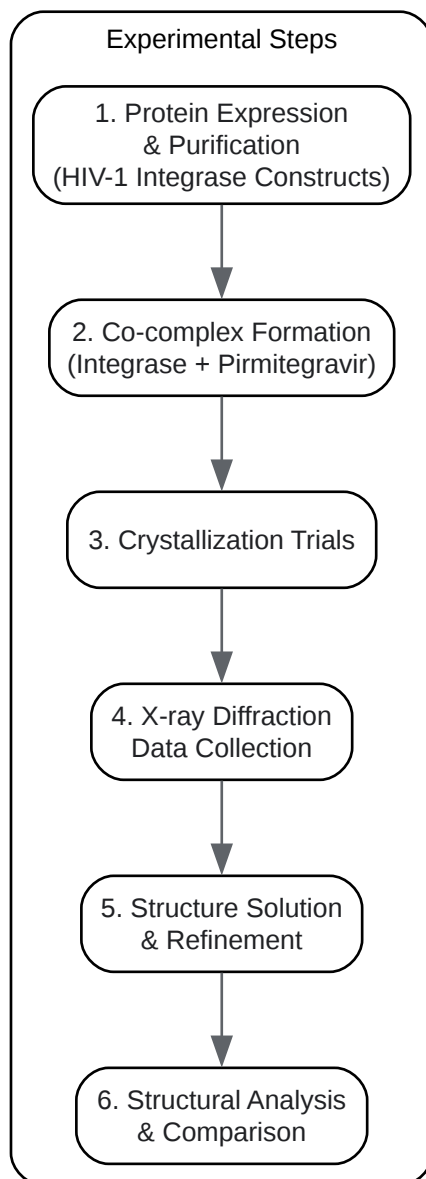 Experimental Steps
1. Protein Expression
& Purification
(HIV-1 Integrase Constructs)
2. Co-complex Formation
(Integrase + Pirmitegravir)
3. Crystallization Trials
4. X-ray Diffraction
Data Collection
5. Structure Solution
& Refinement
6. Structural Analysis
& Comparison